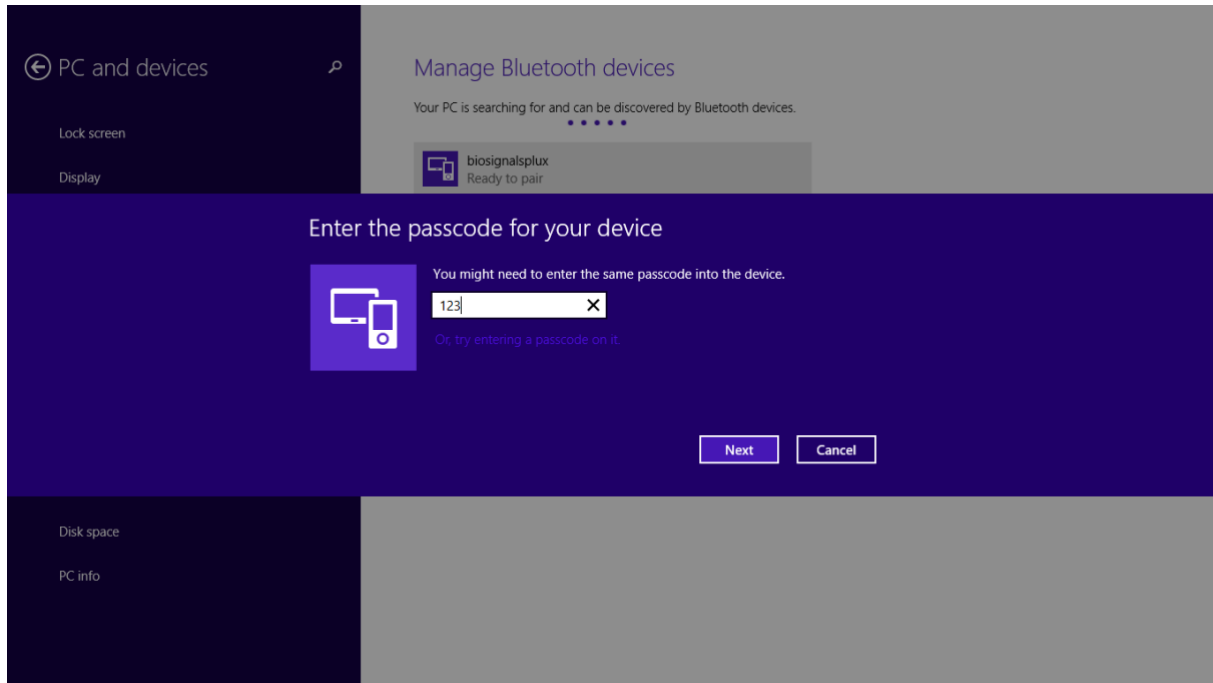 PC and devices
Lock screen
Display
Manage Bluetooth devices
Your PC is searching for and can be discovered by Bluetooth devices.
biosignalsplux
Ready to pair
Enter the passcode for your device
You might need to enter the same passcode into the device.
123
Or, try entering a passcode on it.
Next
Cancel
Disk space
PC info